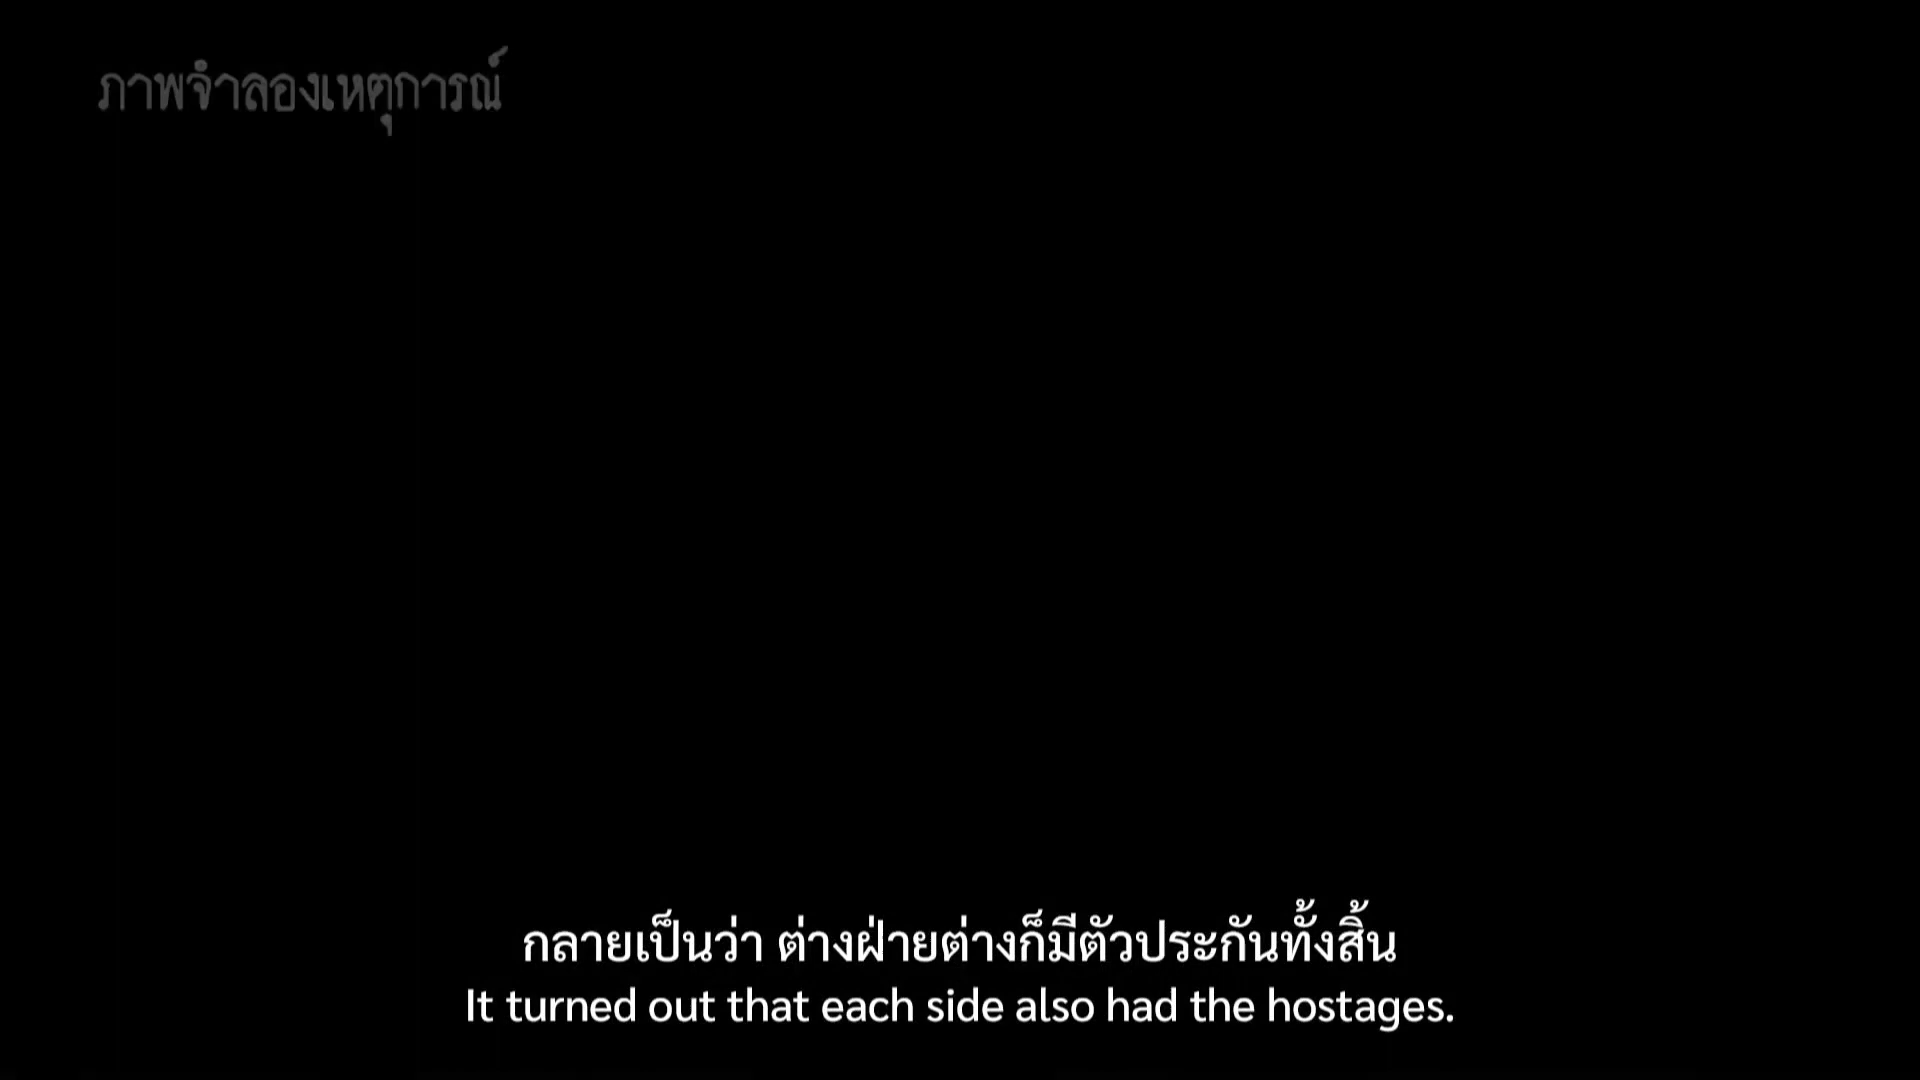 ภาพจำลองเหตุการณ์
กลายเป็นว่า ต่างฝ่ายต่างก็มีตัวประกันทั้งสิ้น
It turned out that each side also had the hostages.